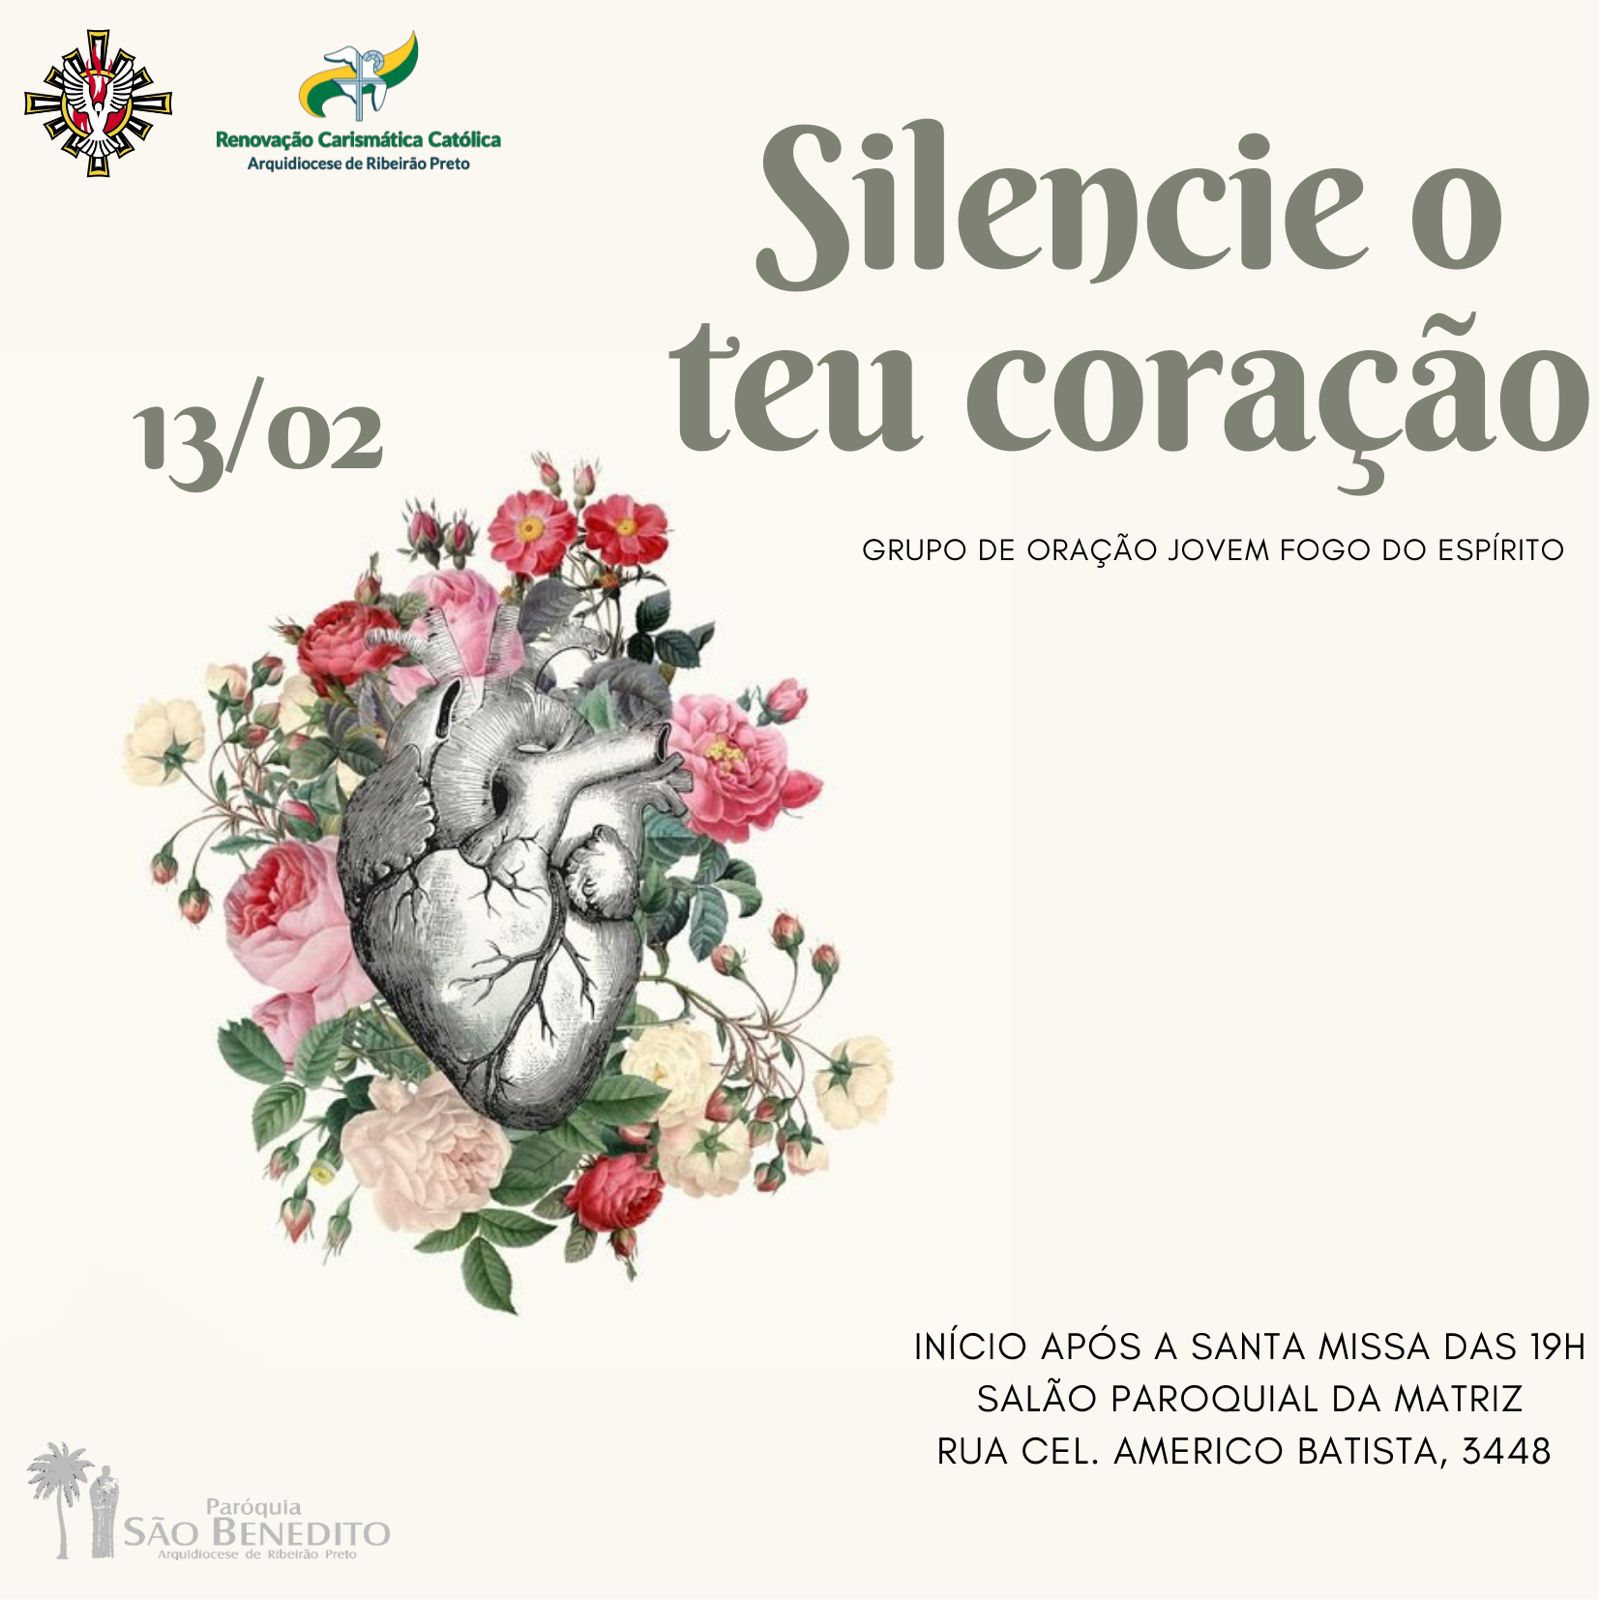 Renovação Carismática Católica
Arquidiocese de Ribeirão Preto
Silencie o
teu coração
13/02
GRUPO DE ORAÇÃO JOVEM FOGO DO ESPÍRITO
INÍCIO APÓS A SANTA MISSA DAS 19H
SALÃO PAROQUIAL DA MATRIZ
RUA CEL. AMERICO BATISTA, 3448
Paróquia
SÃO BENEDITO
Arquidiocese de Ribeirão Preto